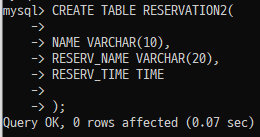 mysql> CREATE TABLE RESERVATION2(
    ->
    -> NAME VARCHAR(10),
    -> RESERV_NAME VARCHAR(20),
    -> RESERV_TIME TIME
    ->
    -> );
Query OK, 0 rows affected (0.07 sec)